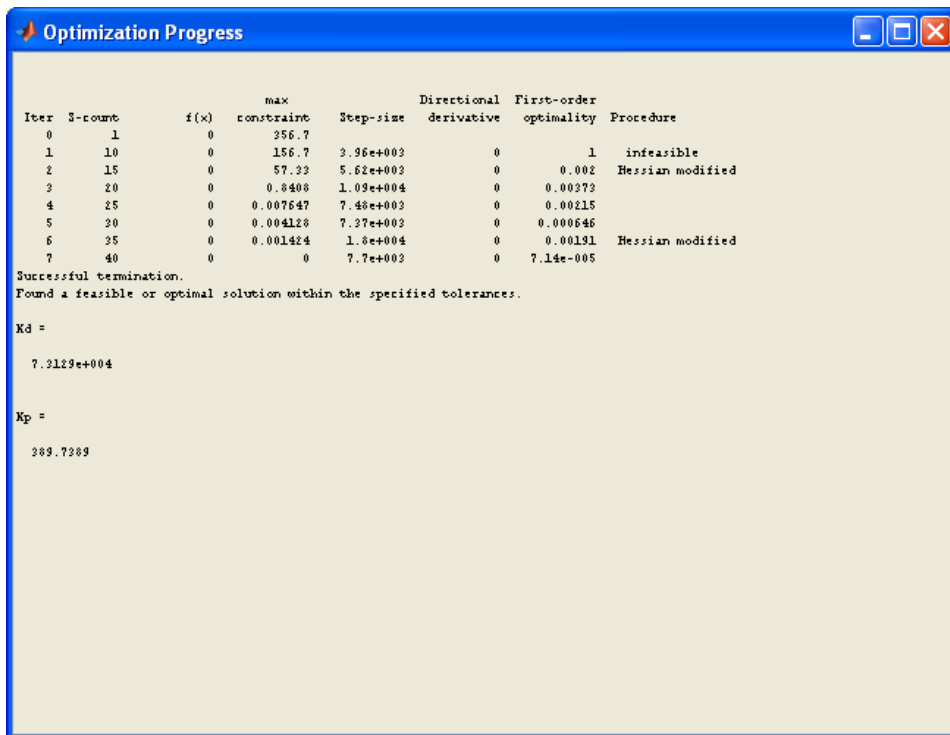 Optimization Progress
max Directional First-order
Iter S-count f(x) constraint Step-size derivative optimality Procedure
0 1 0 356.7
1 10 0 156.7 3.96e+003 0 1 infeasible
2 15 0 57.33 5.62e+003 0 0.002 Hessian modified
3 20 0 0.8408 1.09e+004 0 0.00373
4 25 0 0.007647 7.48e+003 0 0.00215
5 30 0 0.004128 7.37e+003 0 0.000646
6 35 0 0.001424 1.8e+004 0 0.00191 Hessian modified
7 40 0 0 7.7e+003 0 7.14e-005
Successful termination.
Found a feasible or optimal solution within the specified tolerances.
Kd =
7.3129e+004
Kp =
389.7389